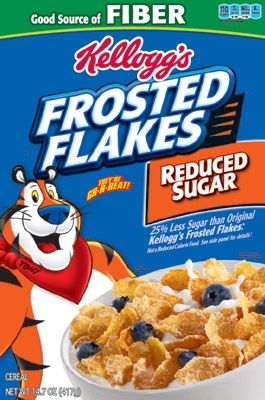 Good Source of FIBER
110
Kellogg's
FROSTED
FLAKES
THEY'RE
GR-R-REAT!
REDUCED
SUGAR
25% Less Sugar than Original
Kellogg's Frosted Flakes:
Not a Reduced Calorie Food. See side panel for details!
TONY
CEREAL
NET WT 14.7 OZ (417g)